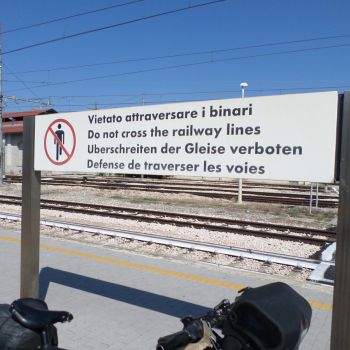 Vietato attraversare i binari
Do not cross the railway lines
Uberschreiten der Gleise verboten
Defense de traverser les voies